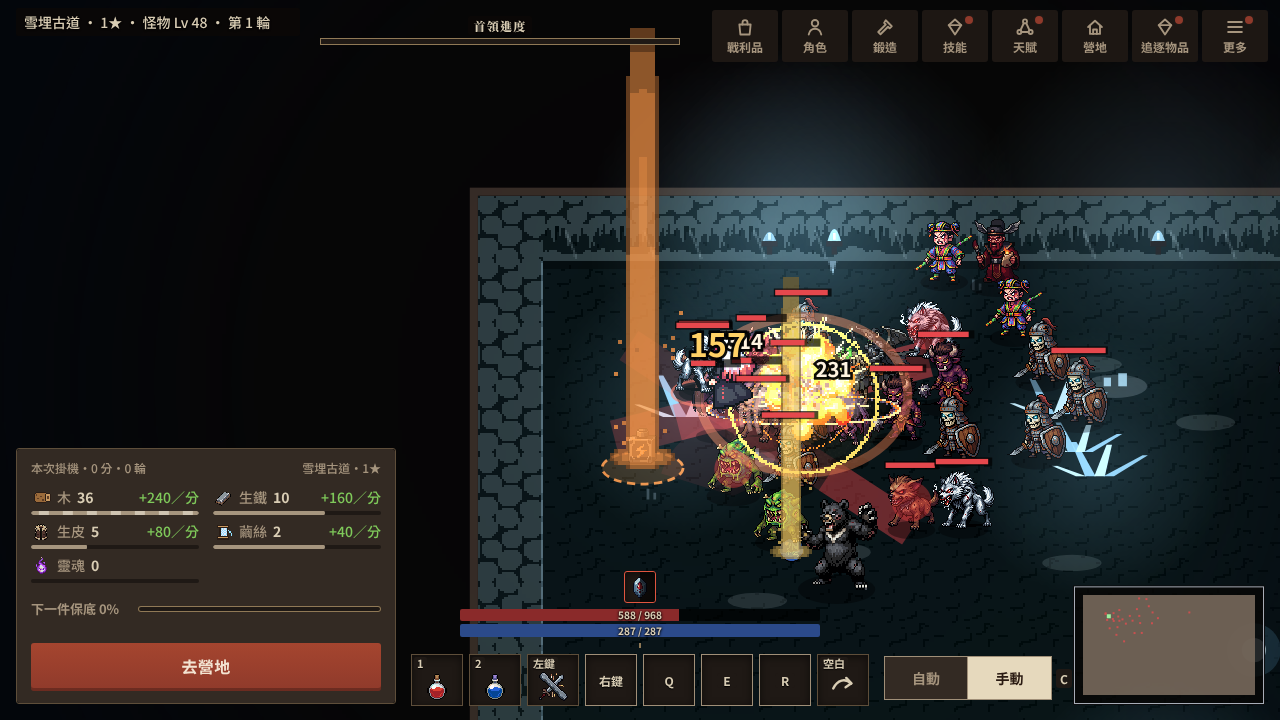 雪埋古道 · 1★ · 怪物 Lv 48 · 第 1 輪
首領進度
戰利品
角色
鍛造
技能
天賦
營地
追逐物品
更多
157
14
231
本次掛機·0 分·0 輪
雪埋古道·1★
木 36 +240／分
生鐵 10 +160／分
生皮 5 +80／分
繭絲 2 +40／分
靈魂 0
下一件保底 0%
去營地
588 / 968
287 / 287
1
2
左鍵
右鍵
Q
E
R
空白
自動
手動
C